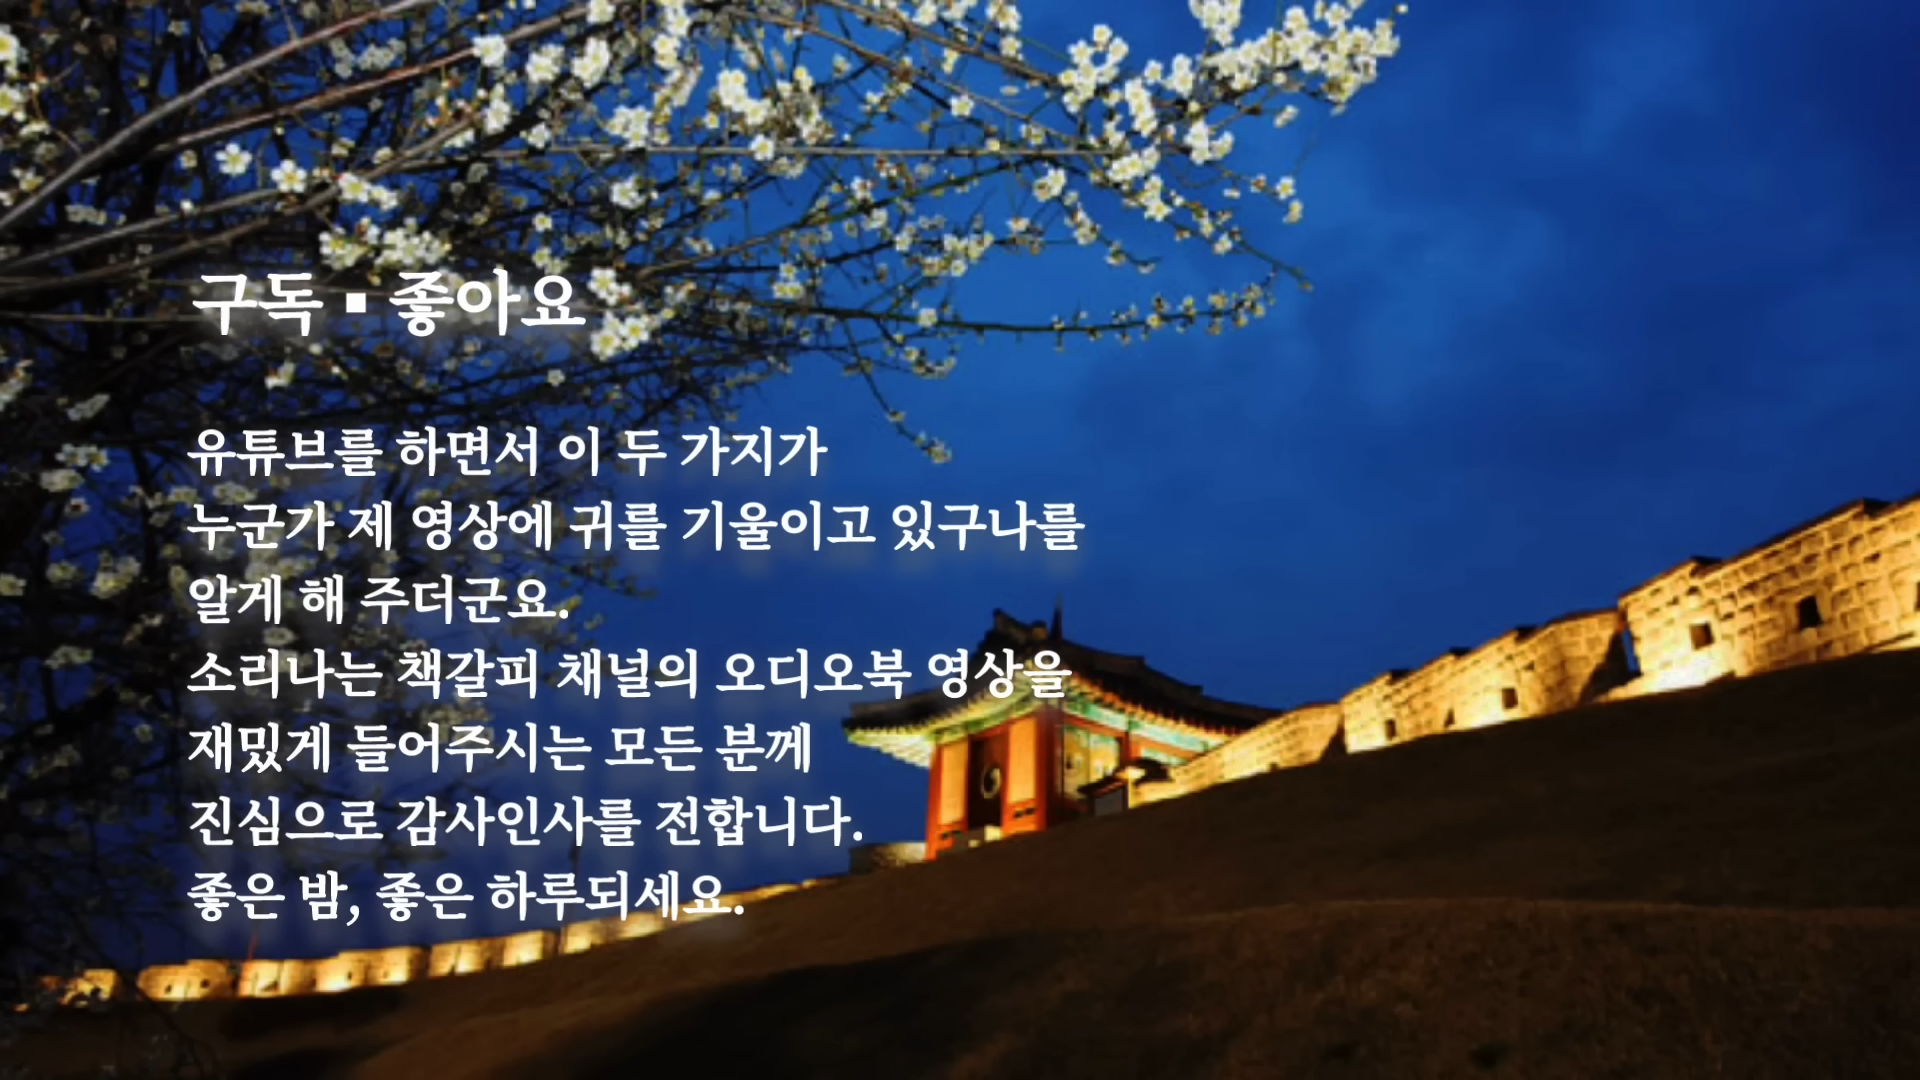 구독 ▪ 좋아요
유튜브를 하면서 이 두 가지가
누군가 제 영상에 귀를 기울이고 있구나를
알게 해 주더군요.
소리나는 책갈피 채널의 오디오북 영상을
재밌게 들어주시는 모든 분께
진심으로 감사인사를 전합니다.
좋은 밤, 좋은 하루되세요.